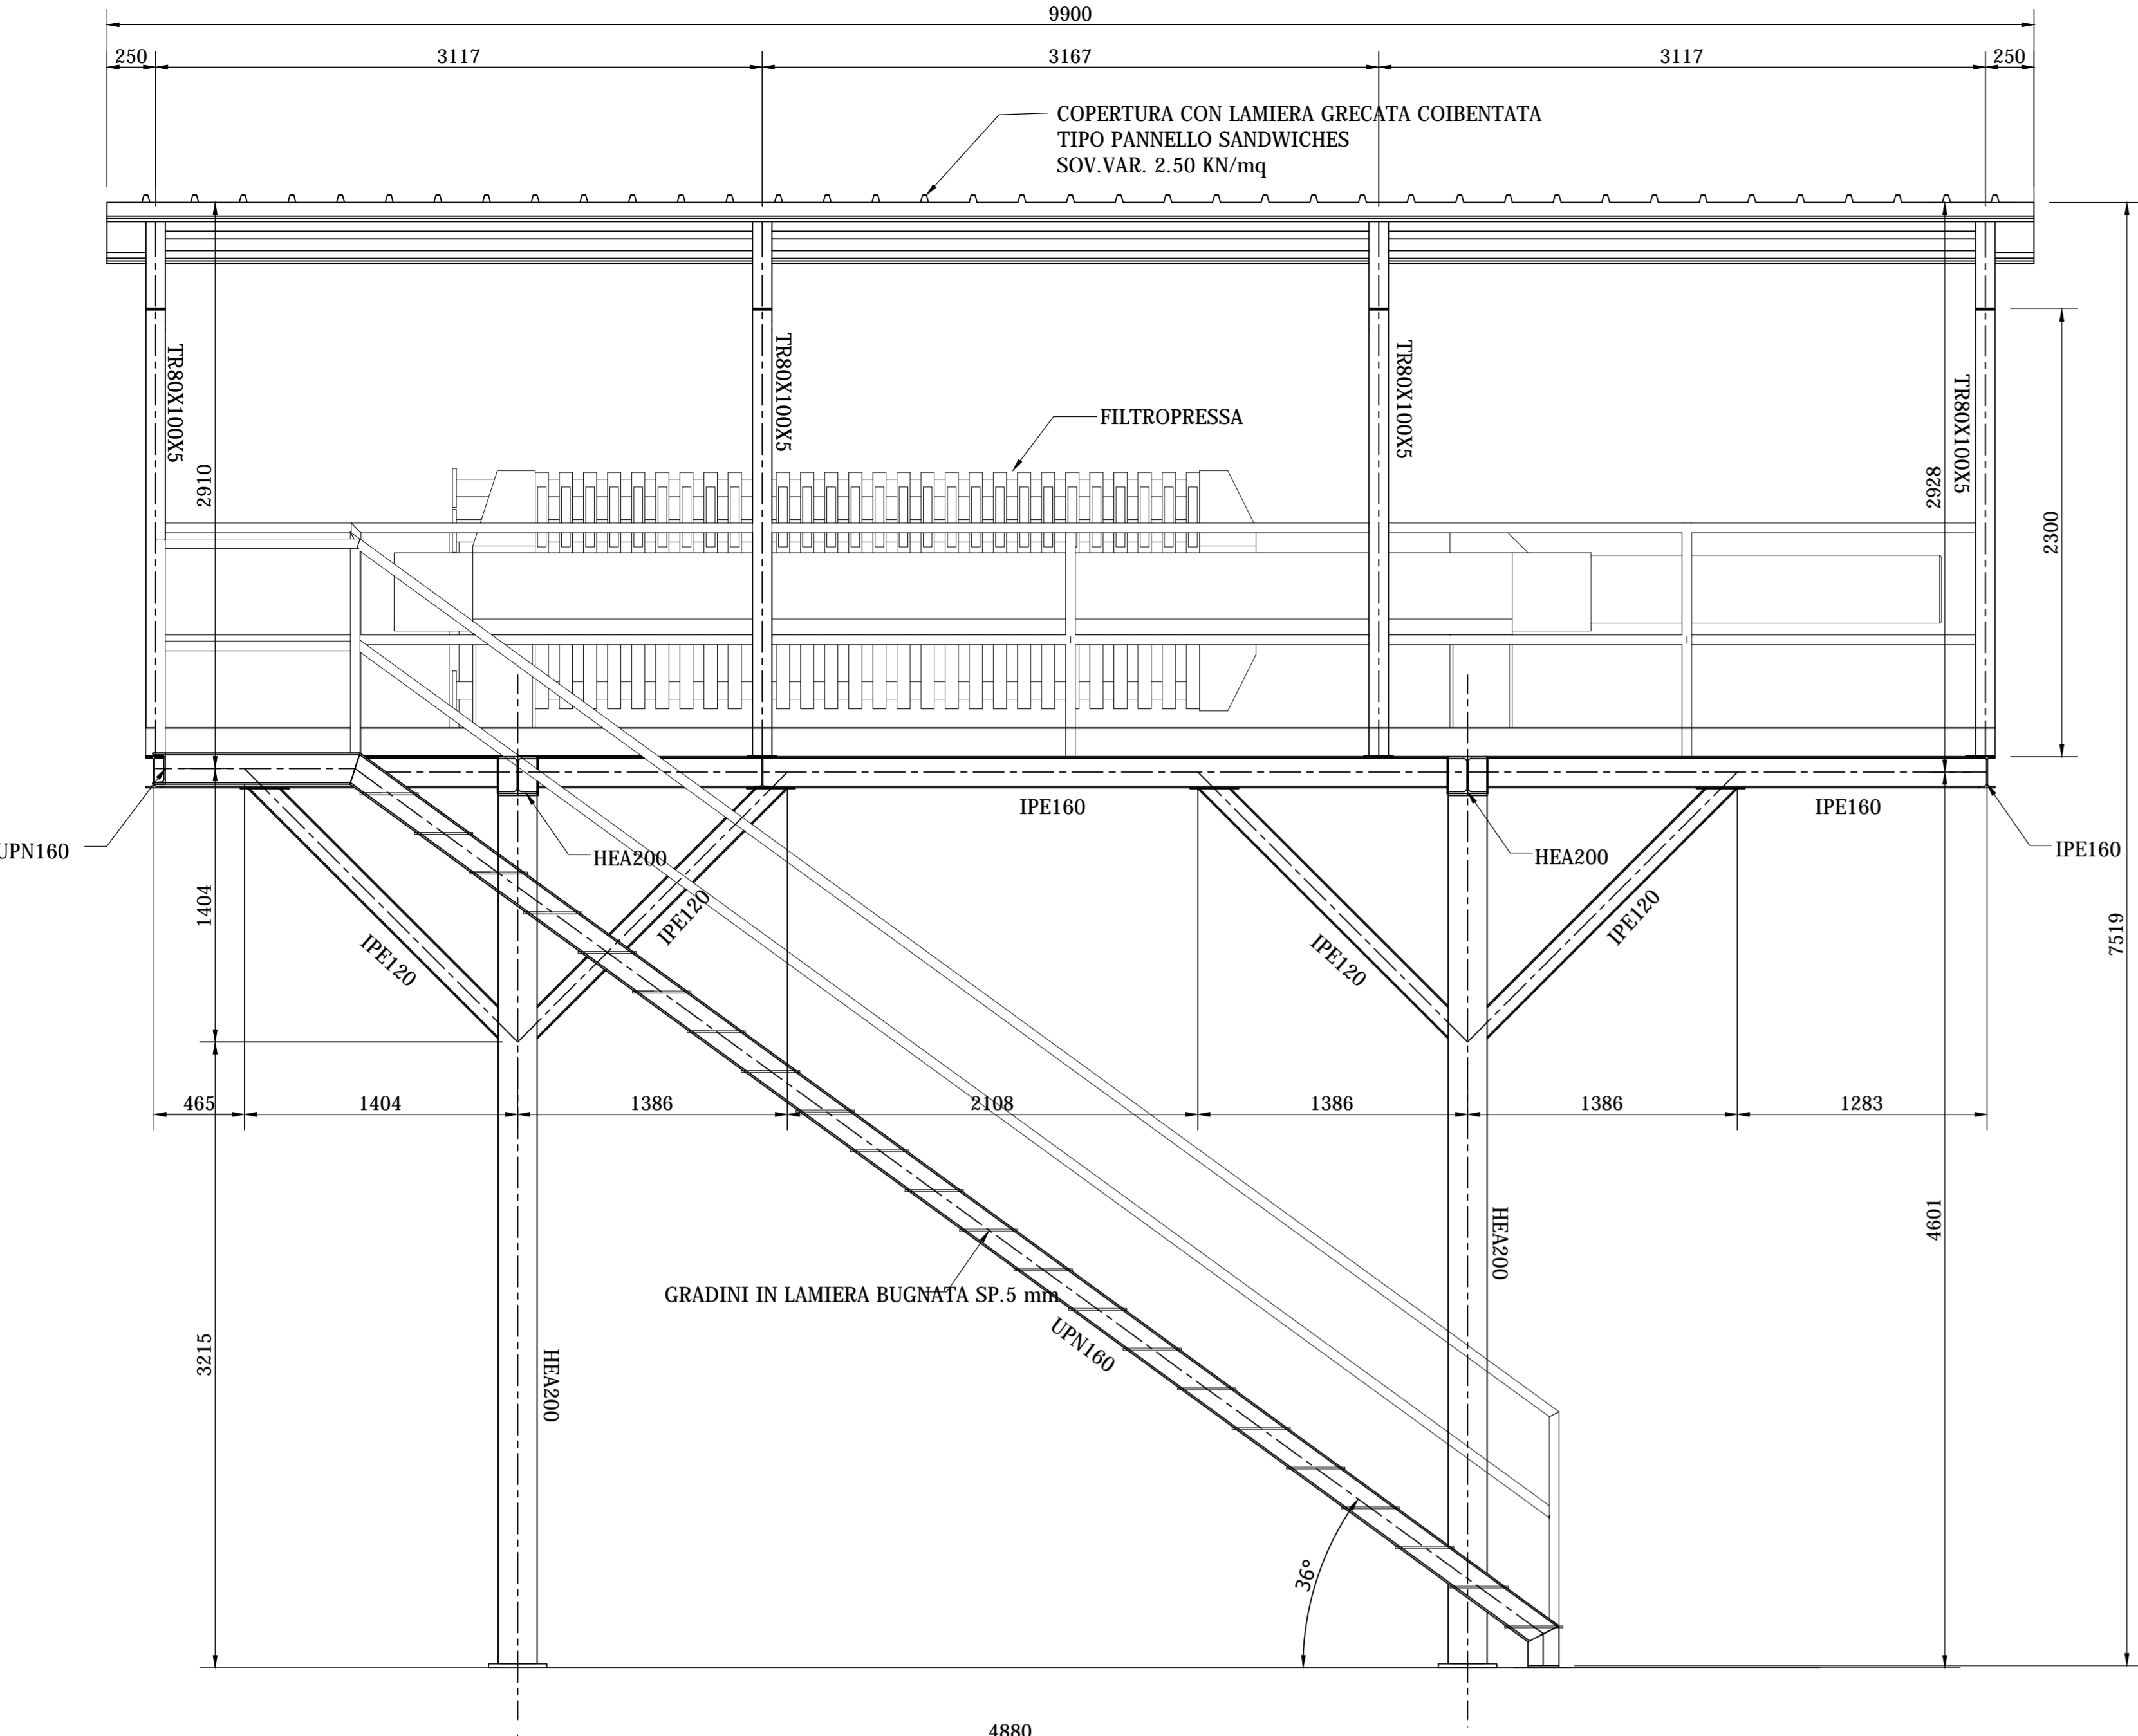 9900
250
3117
3167
3117
250
COPERTURA CON LAMIERA GRECATA COIBENTATA
TIPO PANNELLO SANDWICHES
SOV.VAR. 2.50 KN/mq
TR80X100X5
TR80X100X5
TR80X100X5
TR80X100X5
FILTROPRESSA
2910
2928
2300
IPE160
IPE160
UPN160
HEA200
HEA200
IPE160
1404
IPE120
IPE120
IPE120
IPE120
7519
465
1404
1386
2108
1386
1386
1283
4601
HEA200
GRADINI IN LAMIERA BUGNATA SP.5 mm
UPN160
3215
HEA200
36°
4880